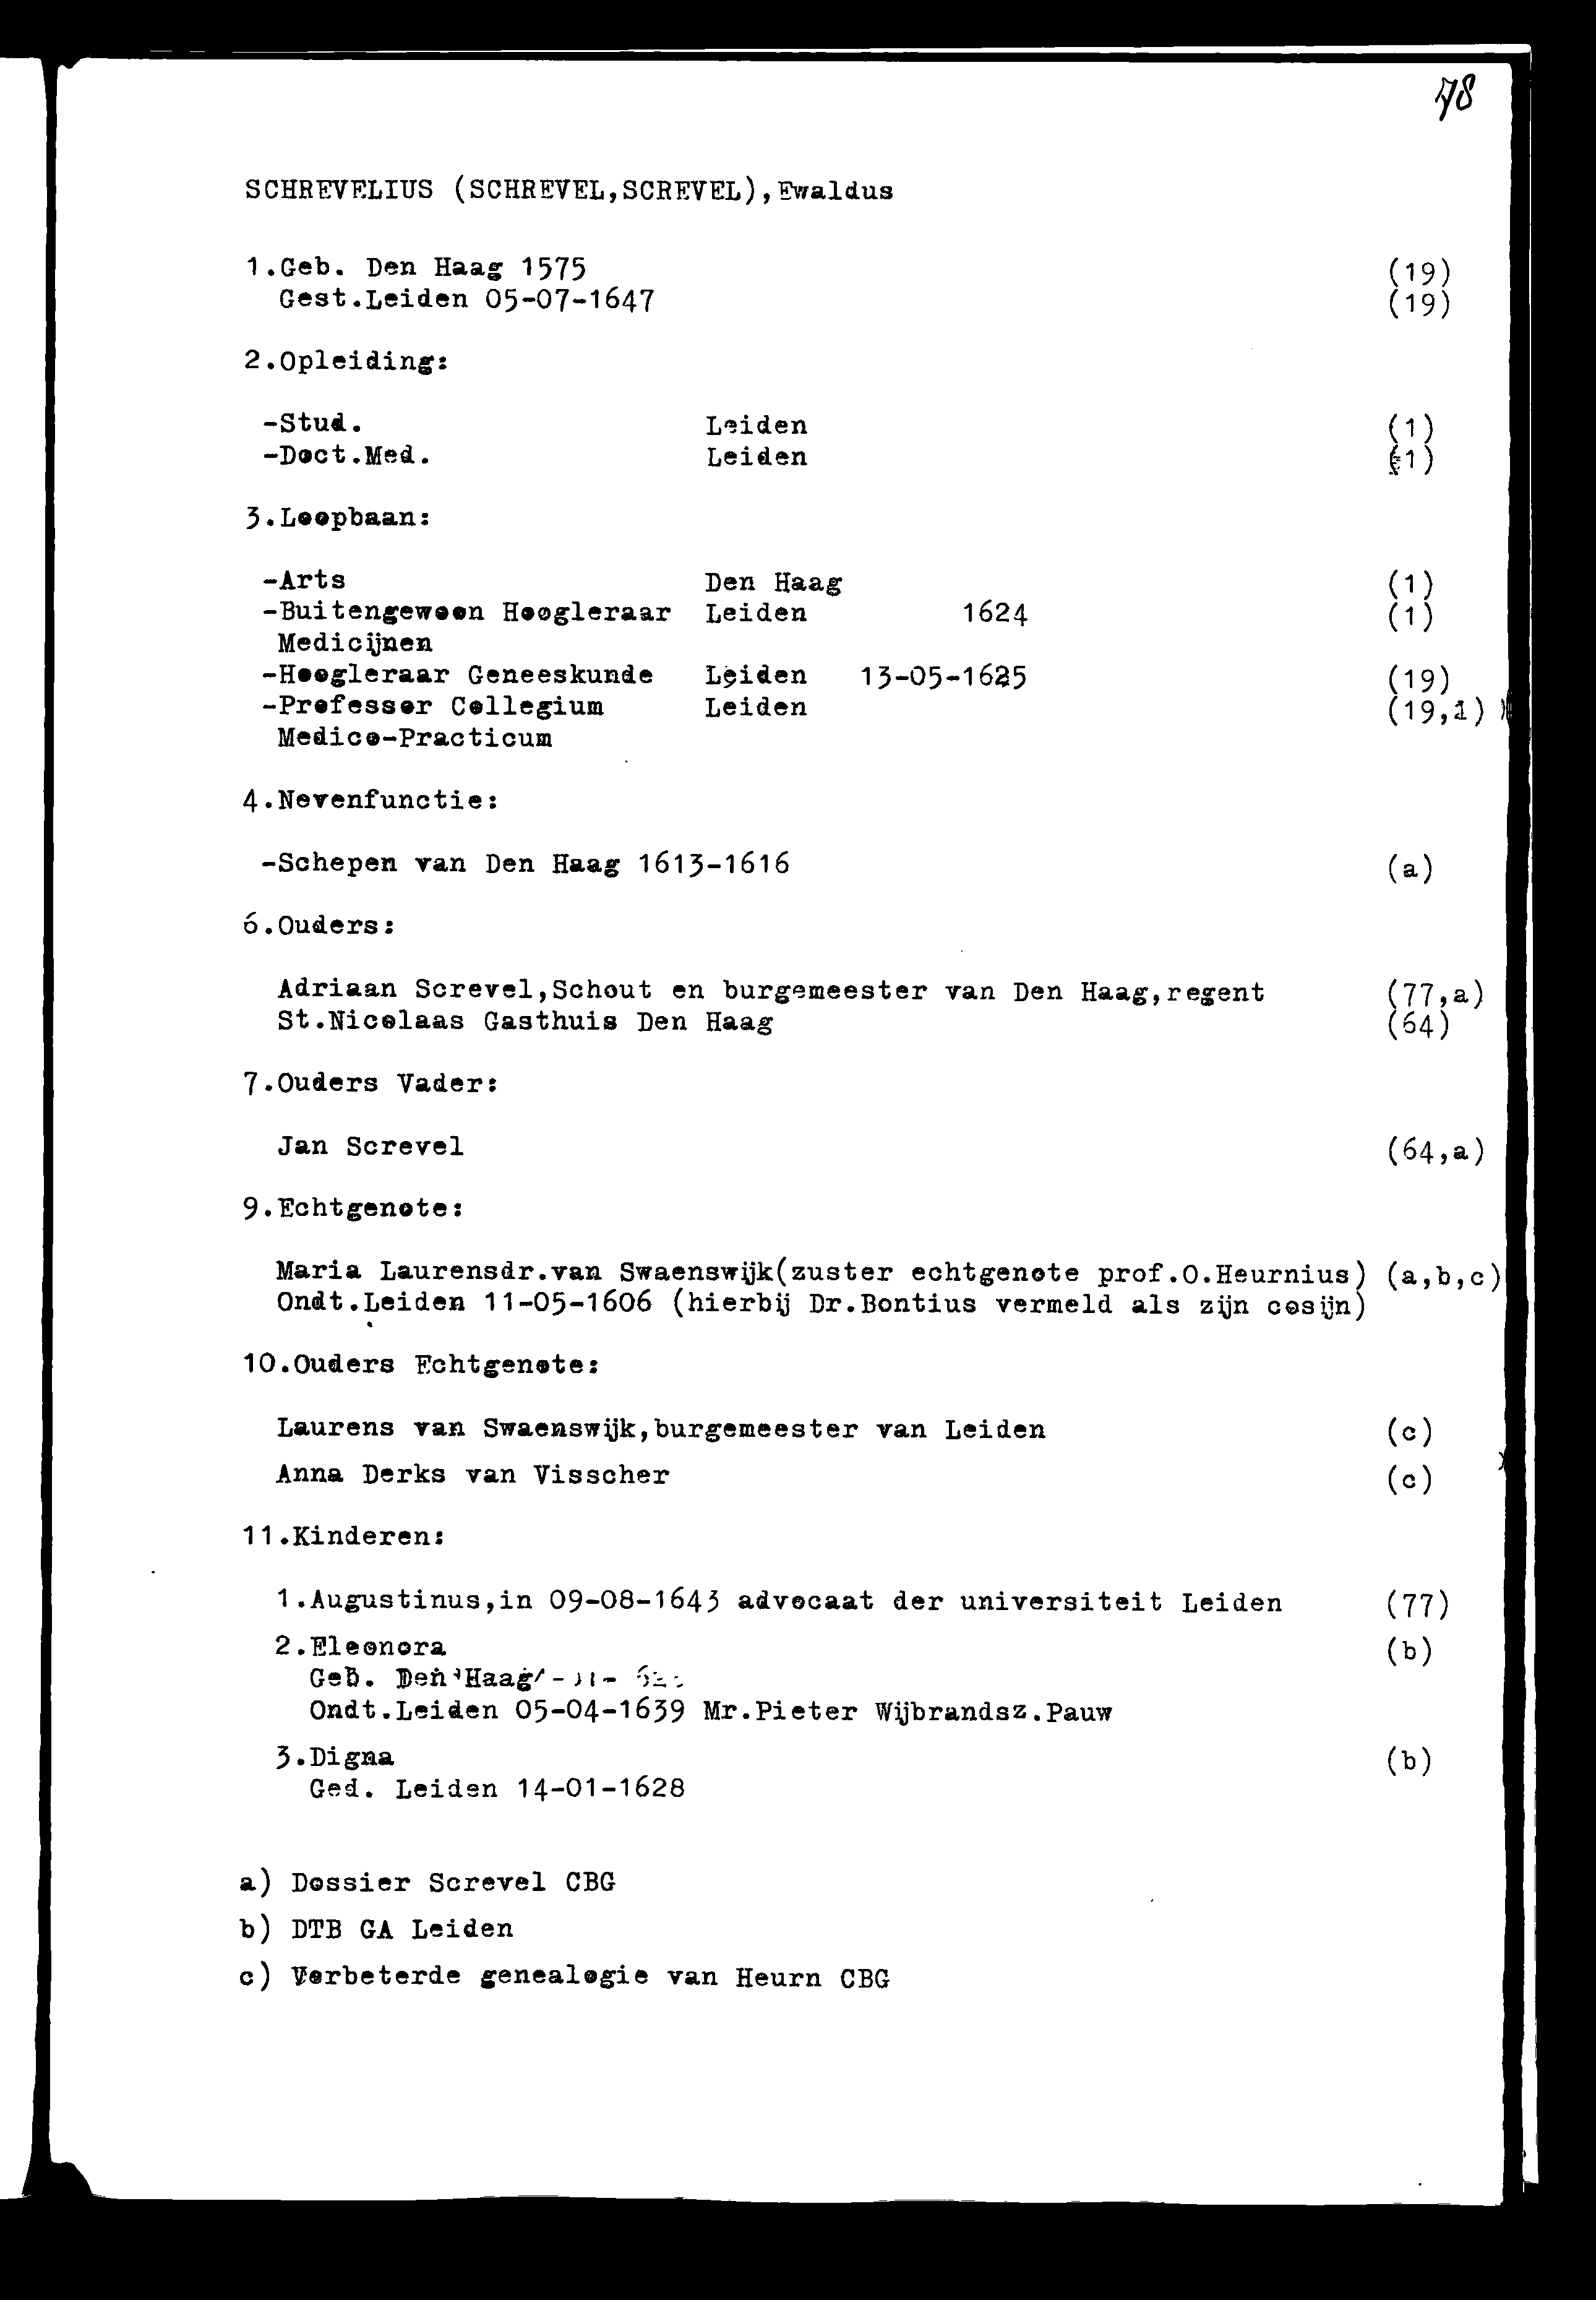 78
SCHREVELIUS (SCHREVEL,SCREVEL),Ewaldus
1.Geb. Den Haag 1575 (19)
Gest.Leiden 05-07-1647 (19)
2.Opleiding:
-Stud. Leiden (1)
-Doct.Med. Leiden (1)
3.Loopbaan:
-Arts Den Haag (1)
-Buitengewoon Hoogleraar Leiden 1624 (1)
Medicijnen
-Hoogleraar Geneeskunde Leiden 13-05-1625 (19)
-Professor Collegium Leiden (19,1)
Medico-Practicum
4.Nevenfunctie:
-Schepen van Den Haag 1613-1616 (a)
6.Ouders:
Adriaan Screvel,Schout en burgemeester van Den Haag,regent (77,a)
St.Nicolaas Gasthuis Den Haag (64)
7.Ouders Vader:
Jan Screvel (64,a)
9.Echtgenote:
Maria Laurensdr.van Swaenswijk(zuster echtgenote prof.O.Heurnius) (a,b,c)
Ondt.Leiden 11-05-1606 (hierbij Dr.Bontius vermeld als zijn cosijn)
10.Ouders Echtgenote:
Laurens van Swaenswijk,burgemeester van Leiden (c)
Anna Derks van Visscher (c)
11.Kinderen:
1.Augustinus,in 09-08-1643 advocaat der universiteit Leiden (77)
2.Eleonora (b)
Geb. Den Haag
Ondt.Leiden 05-04-1639 Mr.Pieter Wijbrandsz.Pauw
3.Digna (b)
Ged. Leiden 14-01-1628
a) Dossier Screvel CBG
b) DTB GA Leiden
c) Verbeterde genealogie van Heurn CBG